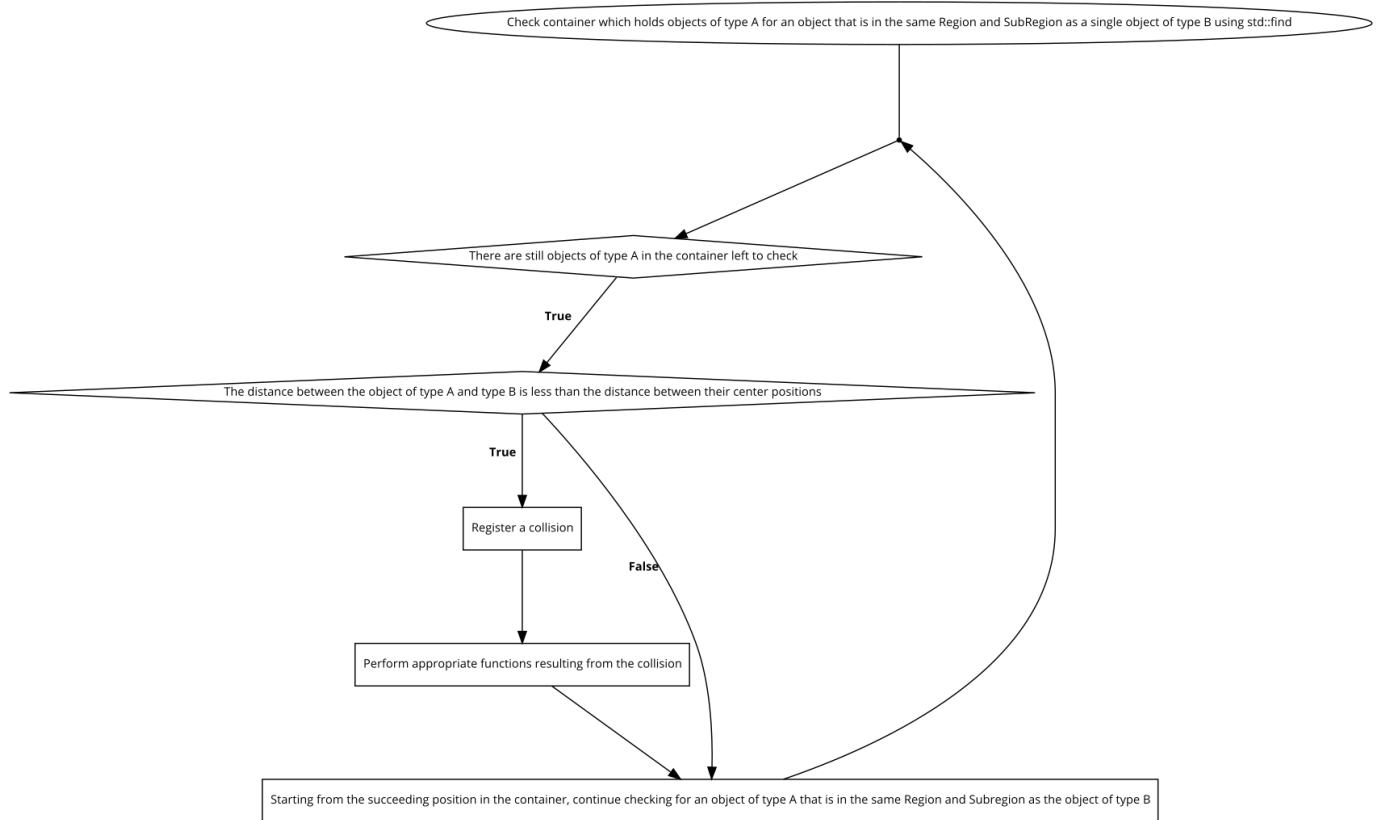 Check container which holds objects of type A for an object that is in the same Region and SubRegion as a single object of type B using std::find
There are still objects of type A in the container left to check
True
The distance between the object of type A and type B is less than the distance between their center positions
True
Register a collision
False
Perform appropriate functions resulting from the collision
Starting from the succeeding position in the container, continue checking for an object of type A that is in the same Region and Subregion as the object of type B